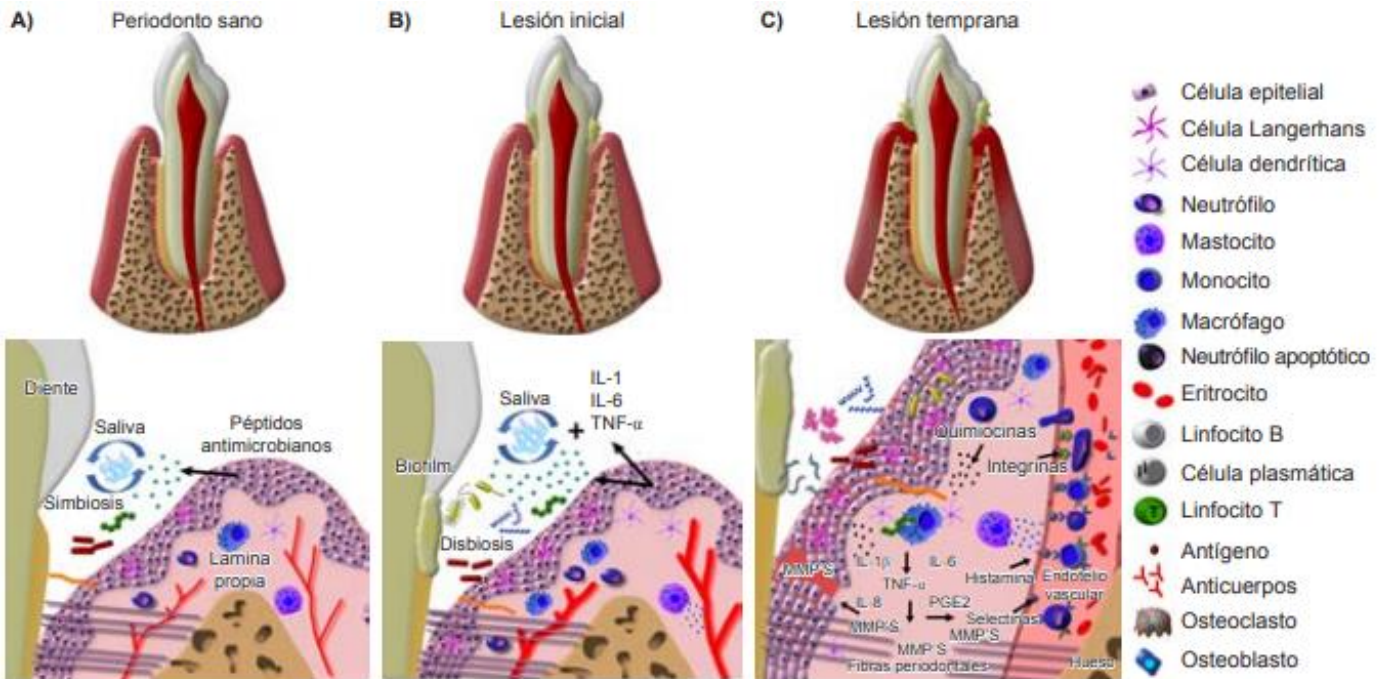 A) Periodonto sano
B) Lesión inicial
C) Lesión temprana
Diente
Saliva
Péptidos
antimicrobianos
Simbiosis
Lamina
propia
Saliva
+
IL-1
IL-6
TNF-α
Biofilm
Disbiosis
Quimiocinas
Integrinas
MMP'S
IL-1β
IL-6
TNF-α
Histamina
Endotelio
vascular
IL-8
PGE2
MMP'S
Selectinas
MMP'S
MMP'S
Fibras periodontales
Hueso
Célula epitelial
Célula Langerhans
Célula dendrítica
Neutrófilo
Mastocito
Monocito
Macrófago
Neutrófilo apoptótico
Eritrocito
Linfocito B
Célula plasmática
T
Linfocito T
Antígeno
Anticuerpos
Osteoclasto
Osteoblasto